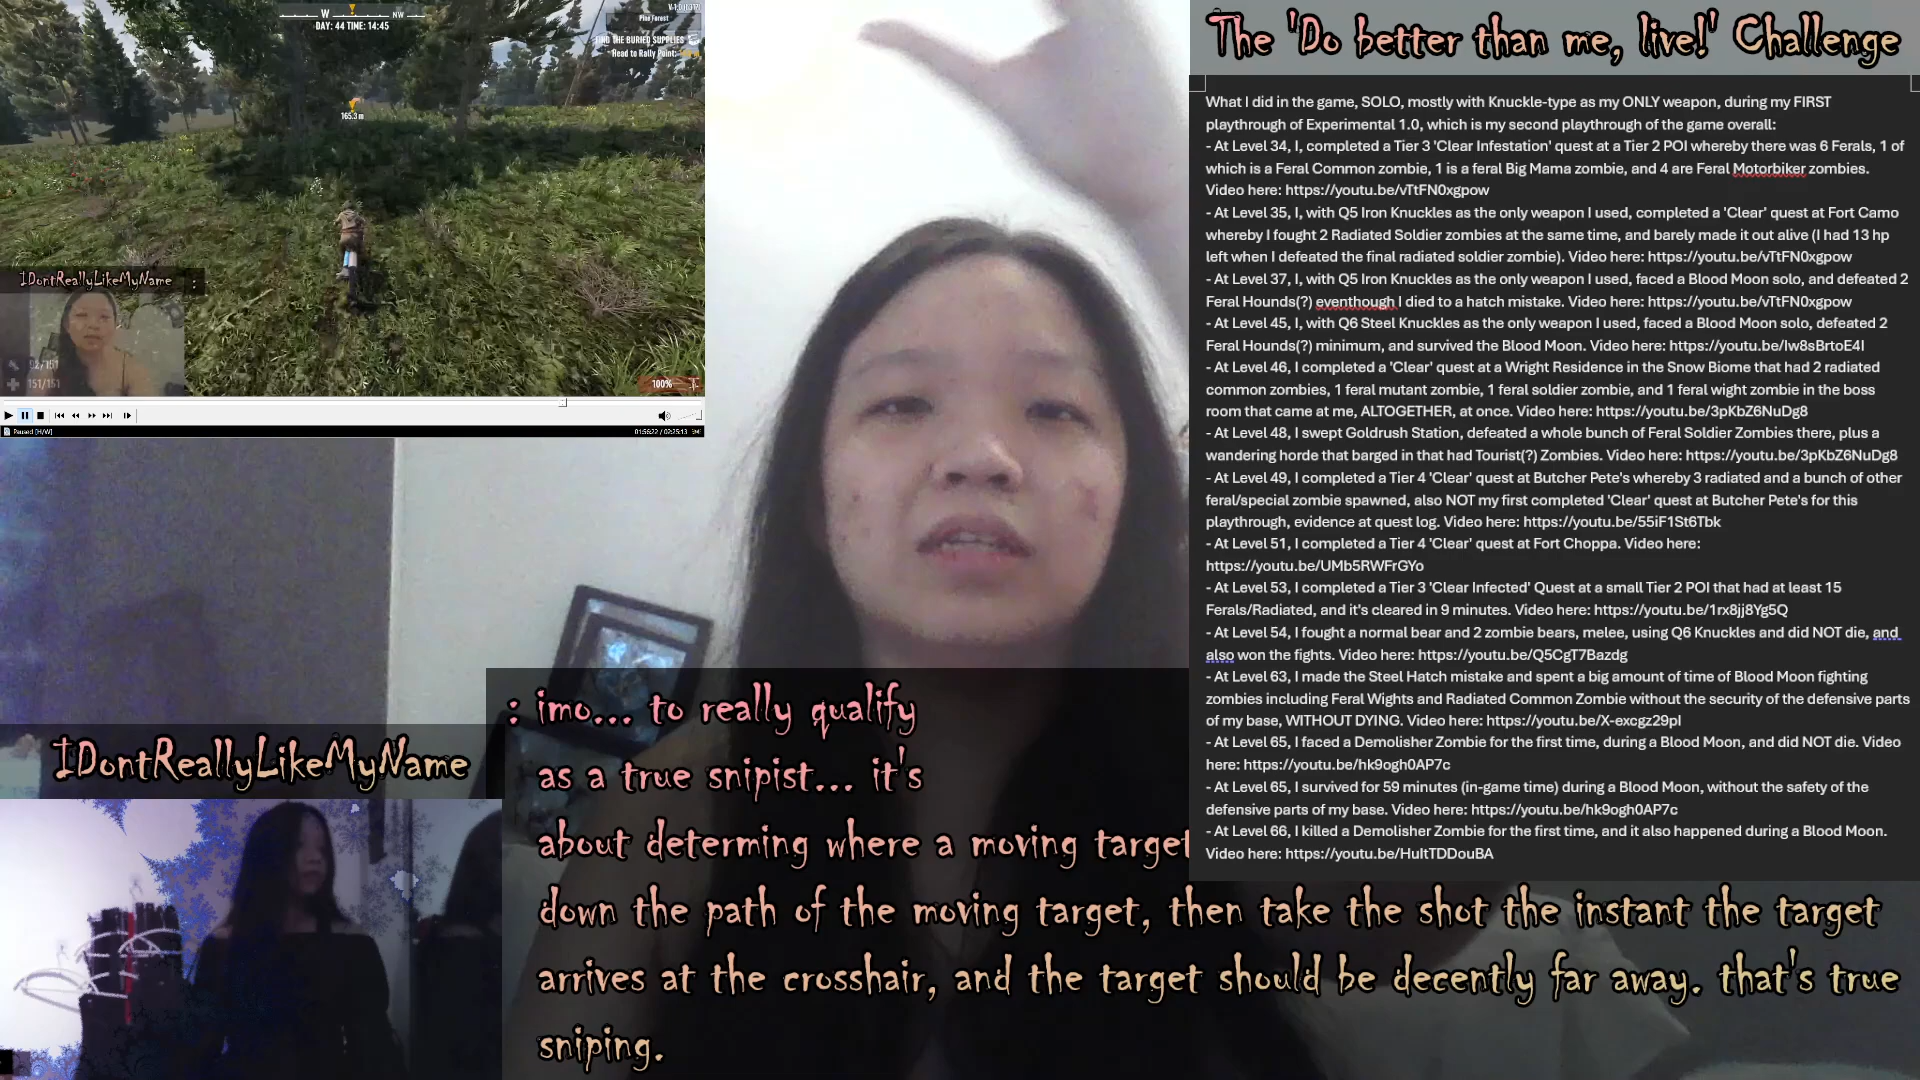 W
NW
DAY: 44 TIME: 14:45
Pine Forest
FIND THE BURIED SUPPLIES
Head to Rally Point:
165.3 m
IDontReallyLikeMyName :
92/151
151/151
100%
Paused [H/W]
01:56:22 / 02:25:13
The 'Do better than me, live!' Challenge
What I did in the game, SOLO, mostly with Knuckle-type as my ONLY weapon, during my FIRST
playthrough of Experimental 1.0, which is my second playthrough of the game overall:
- At Level 34, I, completed a Tier 3 'Clear Infestation' quest at a Tier 2 POI whereby there was 6 Ferals, 1 of
which is a Feral Common zombie, 1 is a feral Big Mama zombie, and 4 are Feral Motorbiker zombies.
Video here: https://youtu.be/vTtFN0xgpow
- At Level 35, I, with Q5 Iron Knuckles as the only weapon I used, completed a 'Clear' quest at Fort Camo
whereby I fought 2 Radiated Soldier zombies at the same time, and barely made it out alive (I had 13 hp
left when I defeated the final radiated soldier zombie). Video here: https://youtu.be/vTtFN0xgpow
- At Level 37, I, with Q5 Iron Knuckles as the only weapon I used, faced a Blood Moon solo, and defeated 2
Feral Hounds(?) eventhough I died to a hatch mistake. Video here: https://youtu.be/vTtFN0xgpow
- At Level 45, I, with Q6 Steel Knuckles as the only weapon I used, faced a Blood Moon solo, defeated 2
Feral Hounds(?) minimum, and survived the Blood Moon. Video here: https://youtu.be/Iw8sBrtoE4I
- At Level 46, I completed a 'Clear' quest at a Wright Residence in the Snow Biome that had 2 radiated
common zombies, 1 feral mutant zombie, 1 feral soldier zombie, and 1 feral wight zombie in the boss
room that came at me, ALTOGETHER, at once. Video here: https://youtu.be/3pKbZ6NuDg8
- At Level 48, I swept Goldrush Station, defeated a whole bunch of Feral Soldier Zombies there, plus a
wandering horde that barged in that had Tourist(?) Zombies. Video here: https://youtu.be/3pKbZ6NuDg8
- At Level 49, I completed a Tier 4 'Clear' quest at Butcher Pete's whereby 3 radiated and a bunch of other
feral/special zombie spawned, also NOT my first completed 'Clear' quest at Butcher Pete's for this
playthrough, evidence at quest log. Video here: https://youtu.be/55iF1St6Tbk
- At Level 51, I completed a Tier 4 'Clear' quest at Fort Choppa. Video here:
https://youtu.be/UMb5RWFrGYo
- At Level 53, I completed a Tier 3 'Clear Infected' Quest at a small Tier 2 POI that had at least 15
Ferals/Radiated, and it's cleared in 9 minutes. Video here: https://youtu.be/1rx8jj8Yg5Q
- At Level 54, I fought a normal bear and 2 zombie bears, melee, using Q6 Knuckles and did NOT die, and
also won the fights. Video here: https://youtu.be/Q5CgT7Bazdg
- At Level 63, I made the Steel Hatch mistake and spent a big amount of time of Blood Moon fighting
zombies including Feral Wights and Radiated Common Zombie without the security of the defensive parts
of my base, WITHOUT DYING. Video here: https://youtu.be/X-excgz29pI
- At Level 65, I faced a Demolisher Zombie for the first time, during a Blood Moon, and did NOT die. Video
here: https://youtu.be/hk9ogh0AP7c
- At Level 65, I survived for 59 minutes (in-game time) during a Blood Moon, without the safety of the
defensive parts of my base. Video here: https://youtu.be/hk9ogh0AP7c
- At Level 66, I killed a Demolisher Zombie for the first time, and it also happened during a Blood Moon.
Video here: https://youtu.be/HuItTDDouBA
IDontReallyLikeMyName
: imo... to really qualify
as a true snipist... it's
about determing where a moving target
down the path of the moving target, then take the shot the instant the target
arrives at the crosshair, and the target should be decently far away. that's true
sniping.